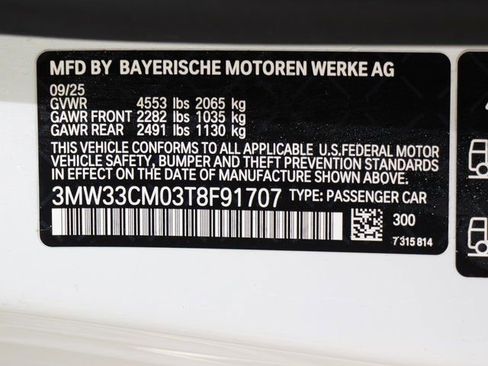 MFD BY BAYERISCHE MOTOREN WERKE AG
09/25
GVWR 4553 lbs 2065 kg
GAWR FRONT 2282 lbs 1035 kg
GAWR REAR 2491 lbs 1130 kg
THIS VEHICLE CONFORMS TO ALL APPLICABLE U.S.FEDERAL MOTOR
VEHICLE SAFETY, BUMPER AND THEFT PREVENTION STANDARDS
IN EFFECT ON THE DATE OF MANUFACTURE SHOWN ABOVE.
3MW33CM03T8F91707 TYPE: PASSENGER CAR
300
7315814